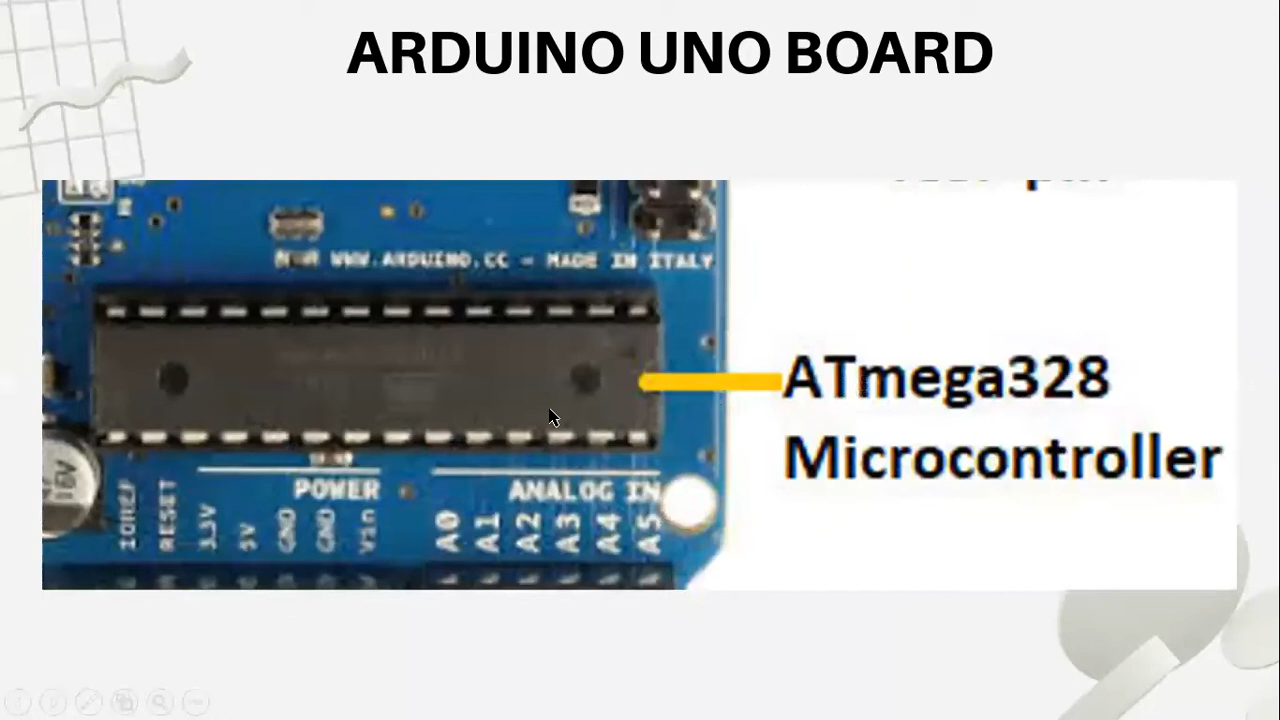 ARDUINO UNO BOARD
WWW.ARDUINO.CC - MADE IN ITALY
ATmega328
Microcontroller
POWER
ANALOG IN
IOREF
RESET
3.3V
5V
GND
GND
Vin
A0
A1
A2
A3
A4
A5